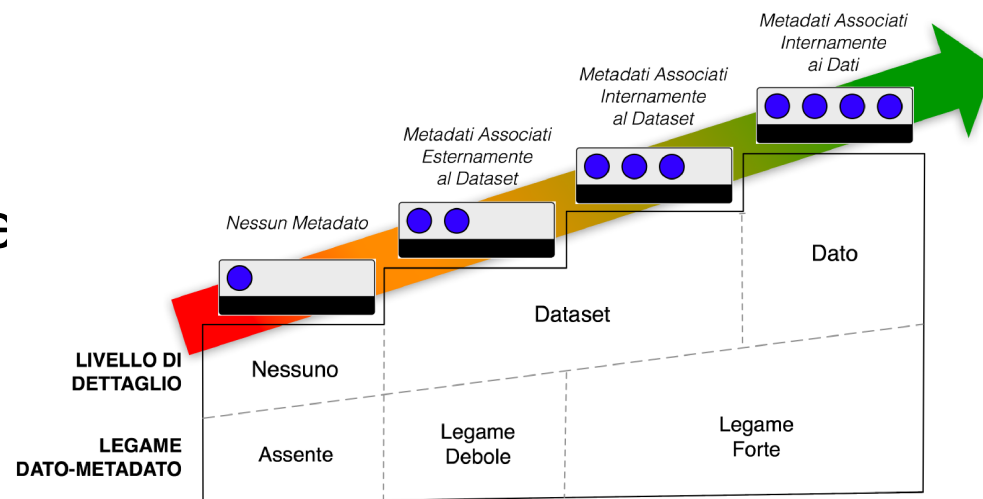 Metadati Associati
Internamente
ai Dati
Metadati Associati
Internamente
al Dataset
Metadati Associati
Esternamente
al Dataset
Nessun Metadato
Dato
Dataset
LIVELLO DI
DETTAGLIO
Nessuno
LEGAME
DATO-METADATO
Assente
Legame
Debole
Legame
Forte